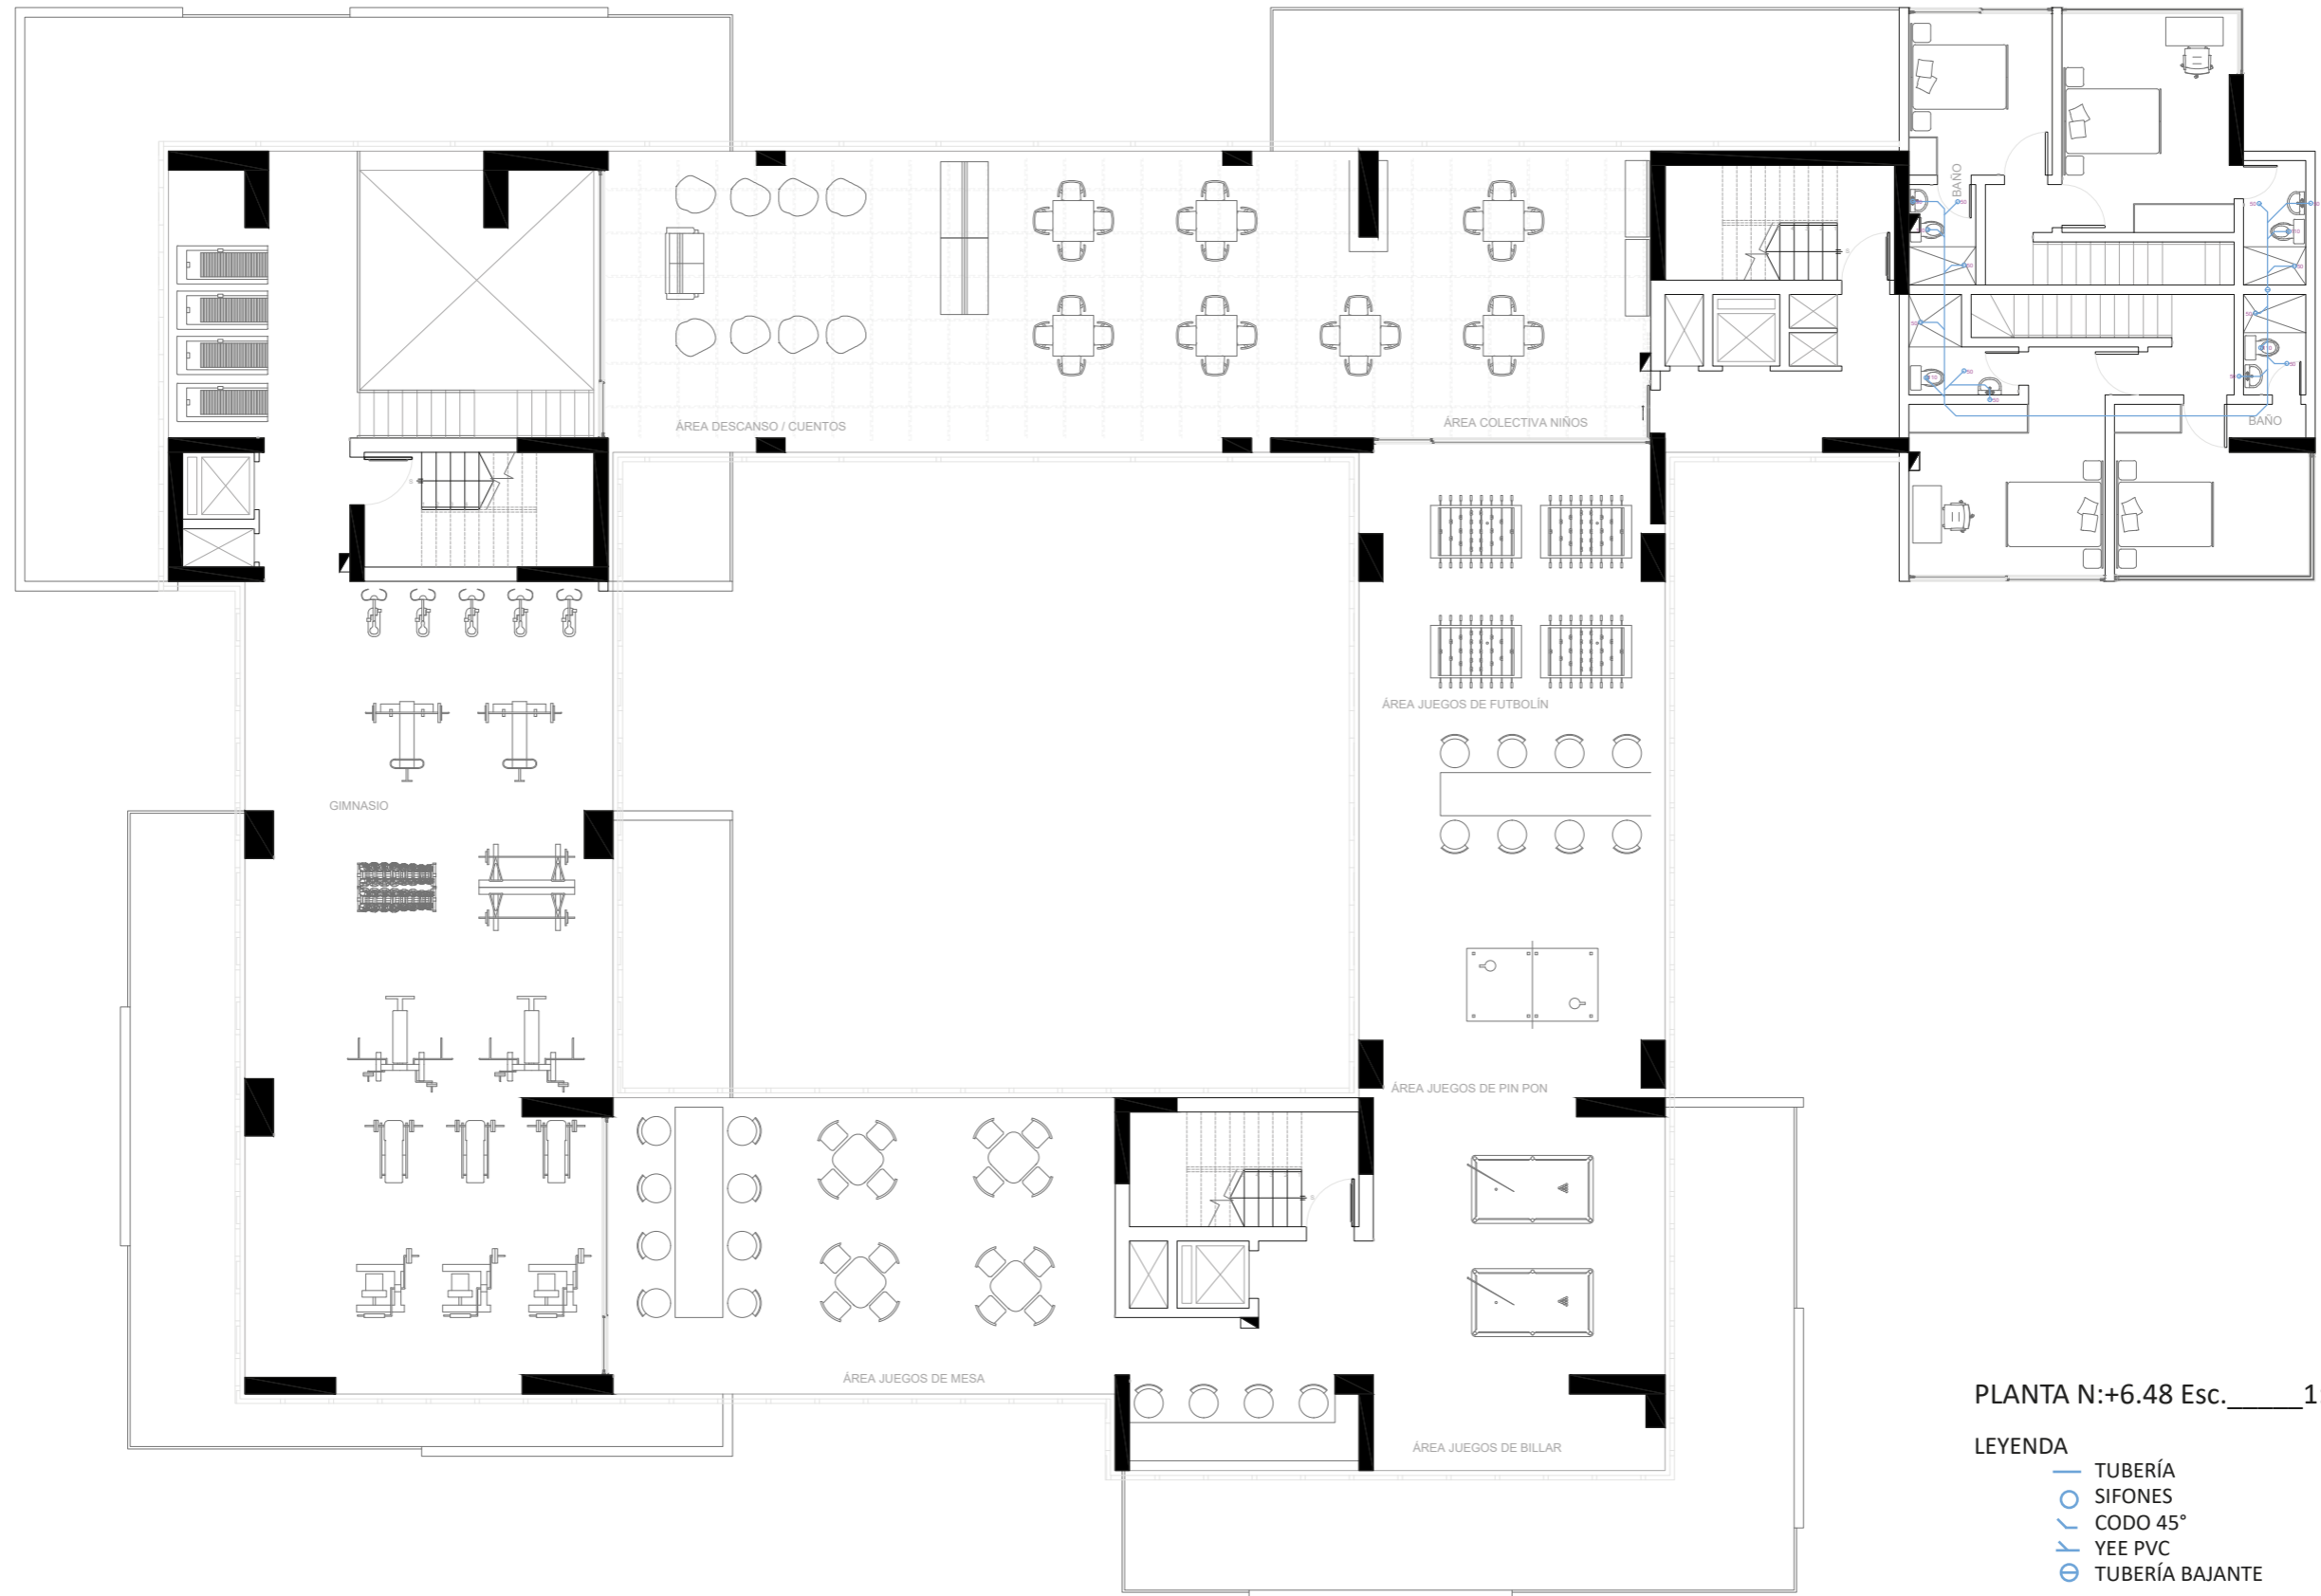 BAÑO
ÁREA DESCANSO / CUENTOS
ÁREA COLECTIVA NIÑOS
BAÑO
ÁREA JUEGOS DE FUTBOLÍN
GIMNASIO
ÁREA JUEGOS DE PIN PON
ÁREA JUEGOS DE MESA
ÁREA JUEGOS DE BILLAR
PLANTA N:+6.48 Esc._____1
LEYENDA
TUBERÍA
SIFONES
CODO 45°
YEE PVC
TUBERÍA BAJANTE